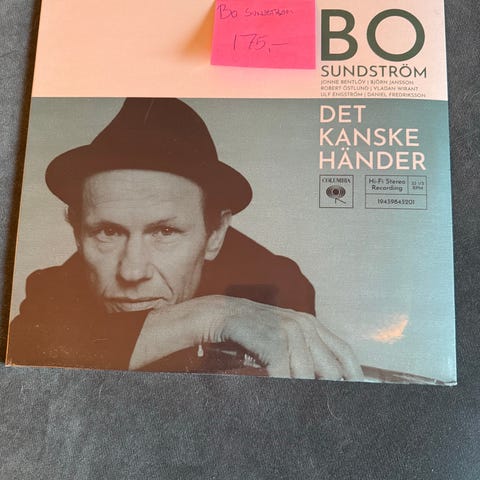 Bo SUNDSTRÖM
175,-
BO
SUNDSTRÖM
JONNE BENTLÖV | BJÖRN JANSSON
ROBERT ÖSTLUND | VLADAN WIRANT
ULF ENGSTRÖM | DANIEL FREDRIKSSON
DET
KANSKE
HÄNDER
COLUMBIA
Hi-Fi Stereo
Recording
33 1/3
RPM
19439843201